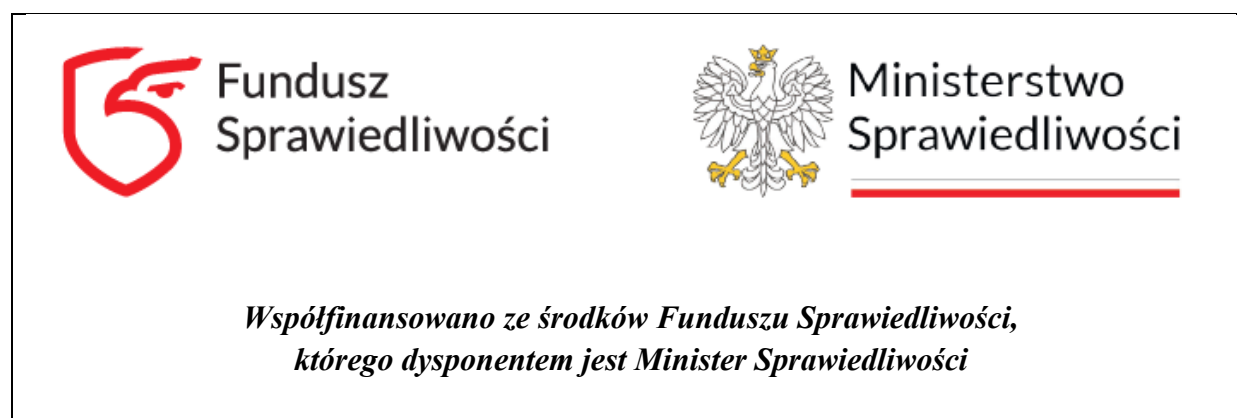 Fundusz
Sprawiedliwości
Ministerstwo
Sprawiedliwości
Współfinansowano ze środków Funduszu Sprawiedliwości,
którego dysponentem jest Minister Sprawiedliwości